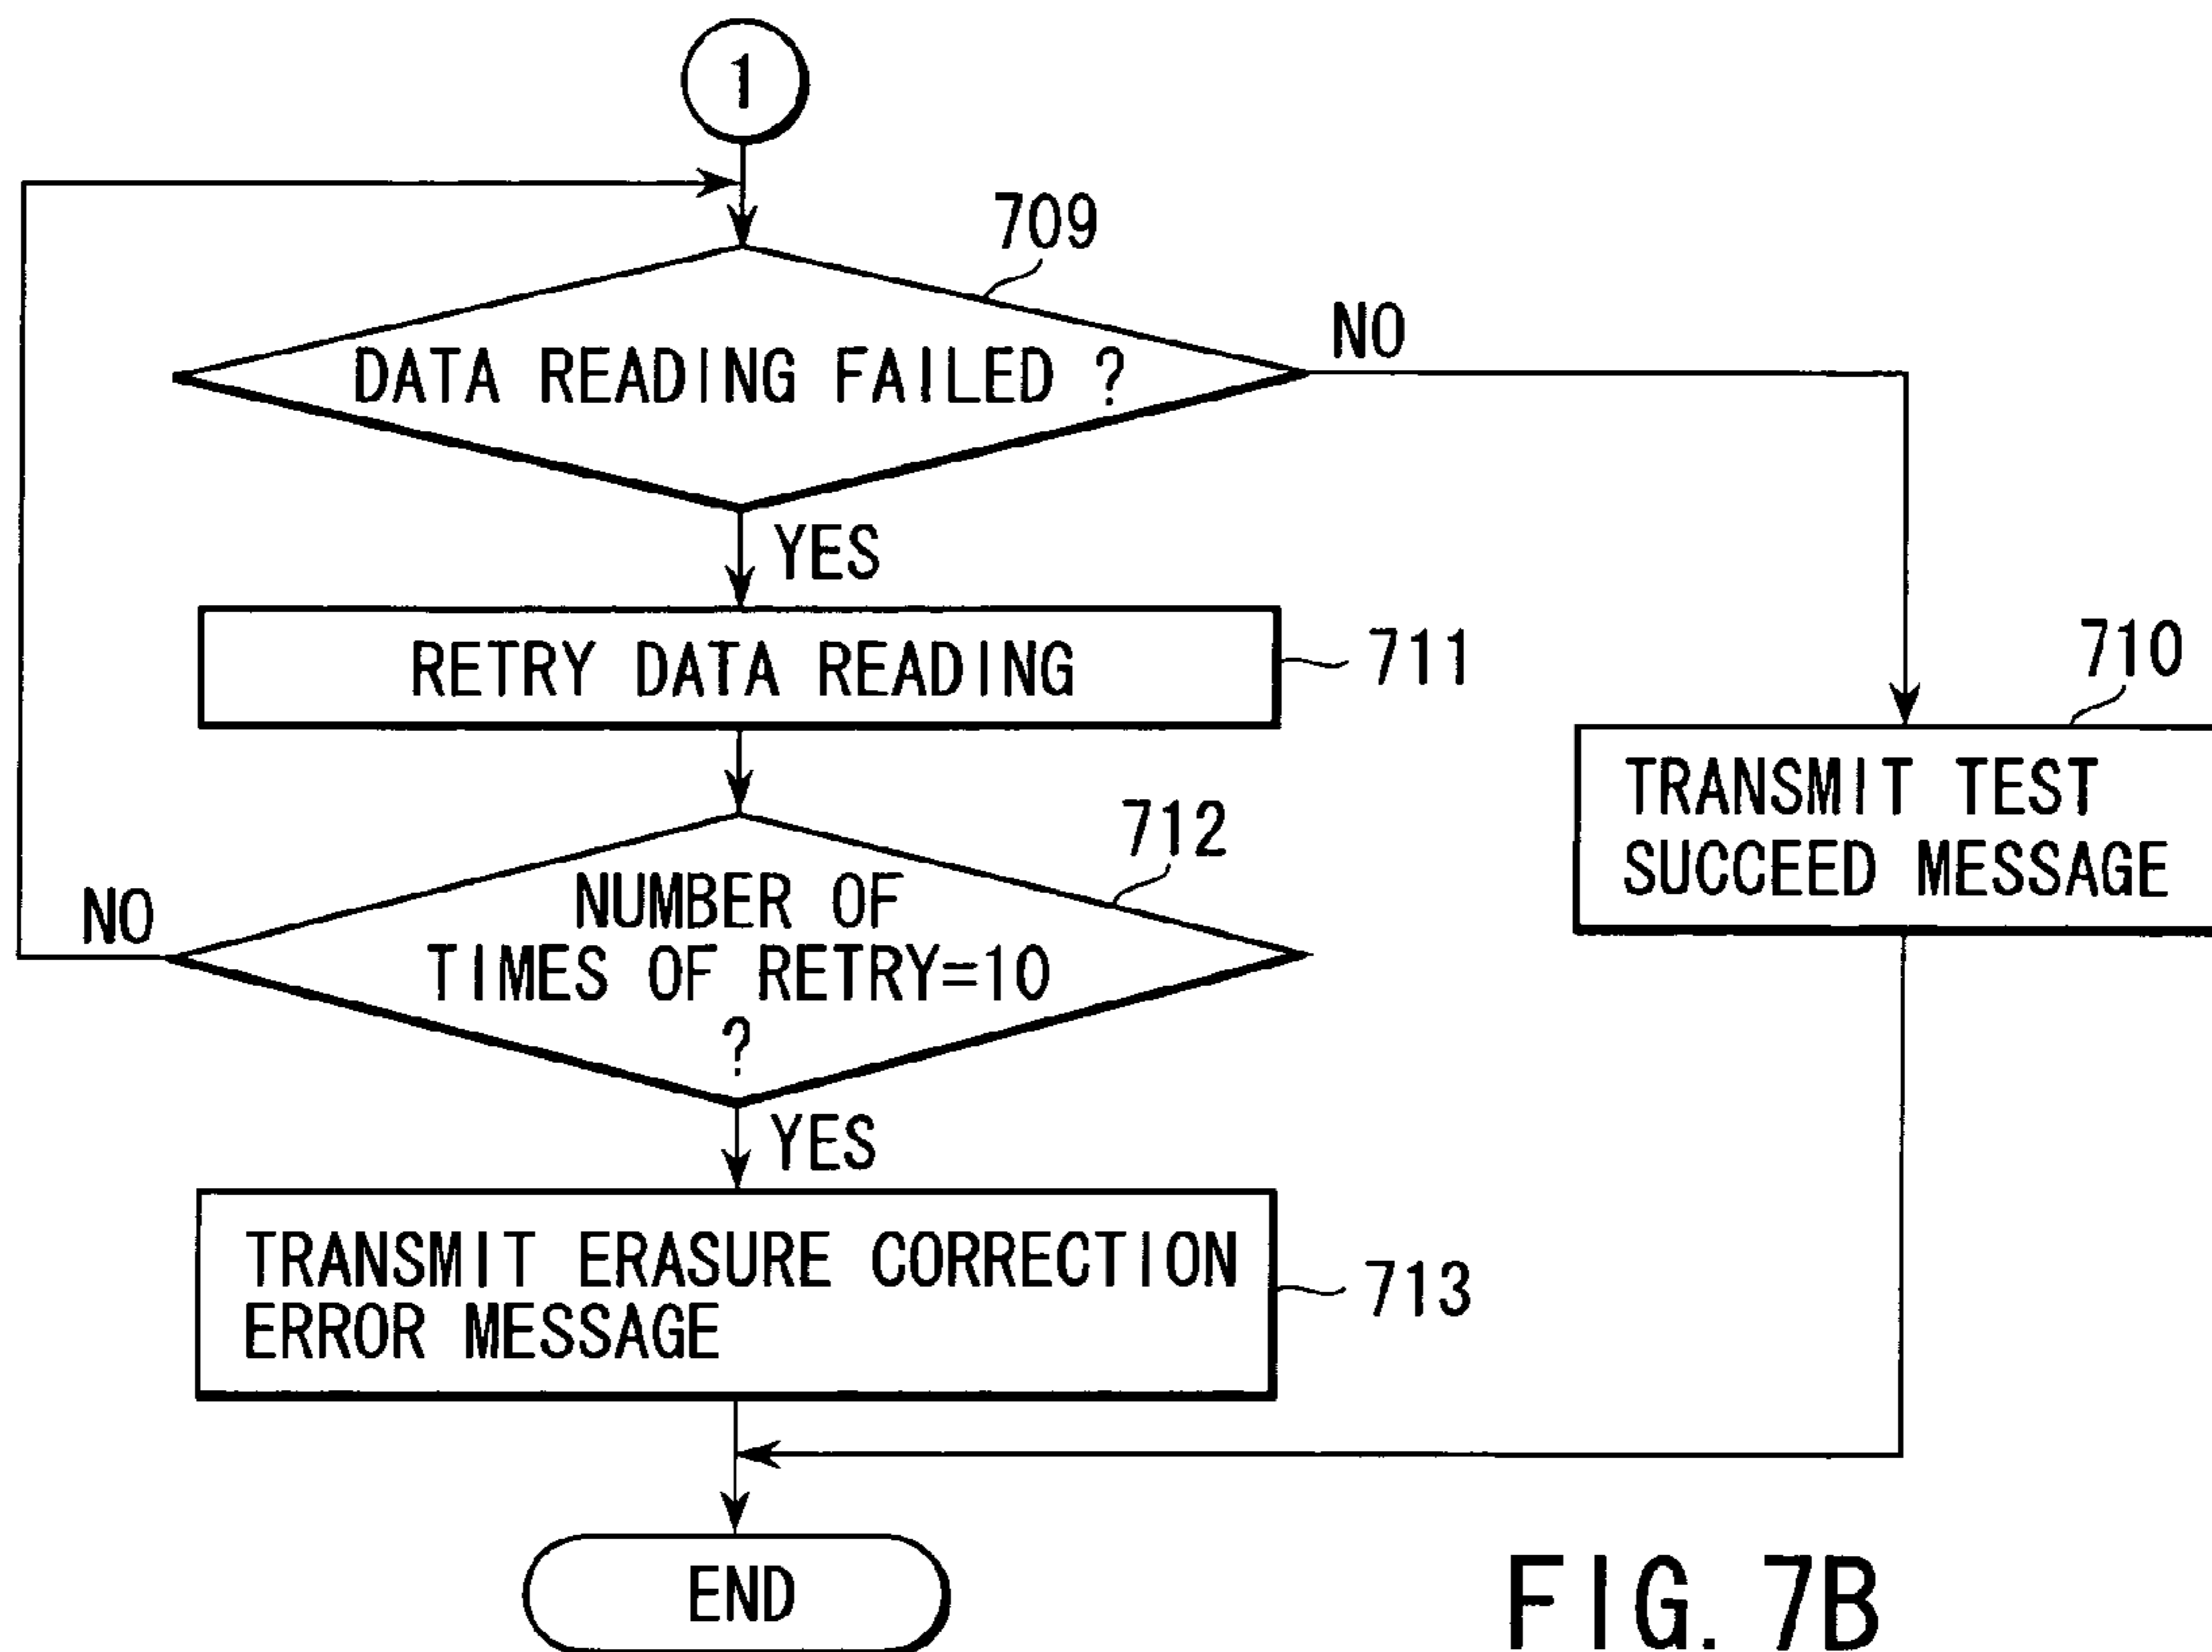 1
709
DATA READING FAILED ?
NO
YES
RETRY DATA READING
711
710
TRANSMIT TEST
SUCCEED MESSAGE
712
NUMBER OF
TIMES OF RETRY=10
?
NO
YES
TRANSMIT ERASURE CORRECTION
ERROR MESSAGE
713
END
FIG. 7B